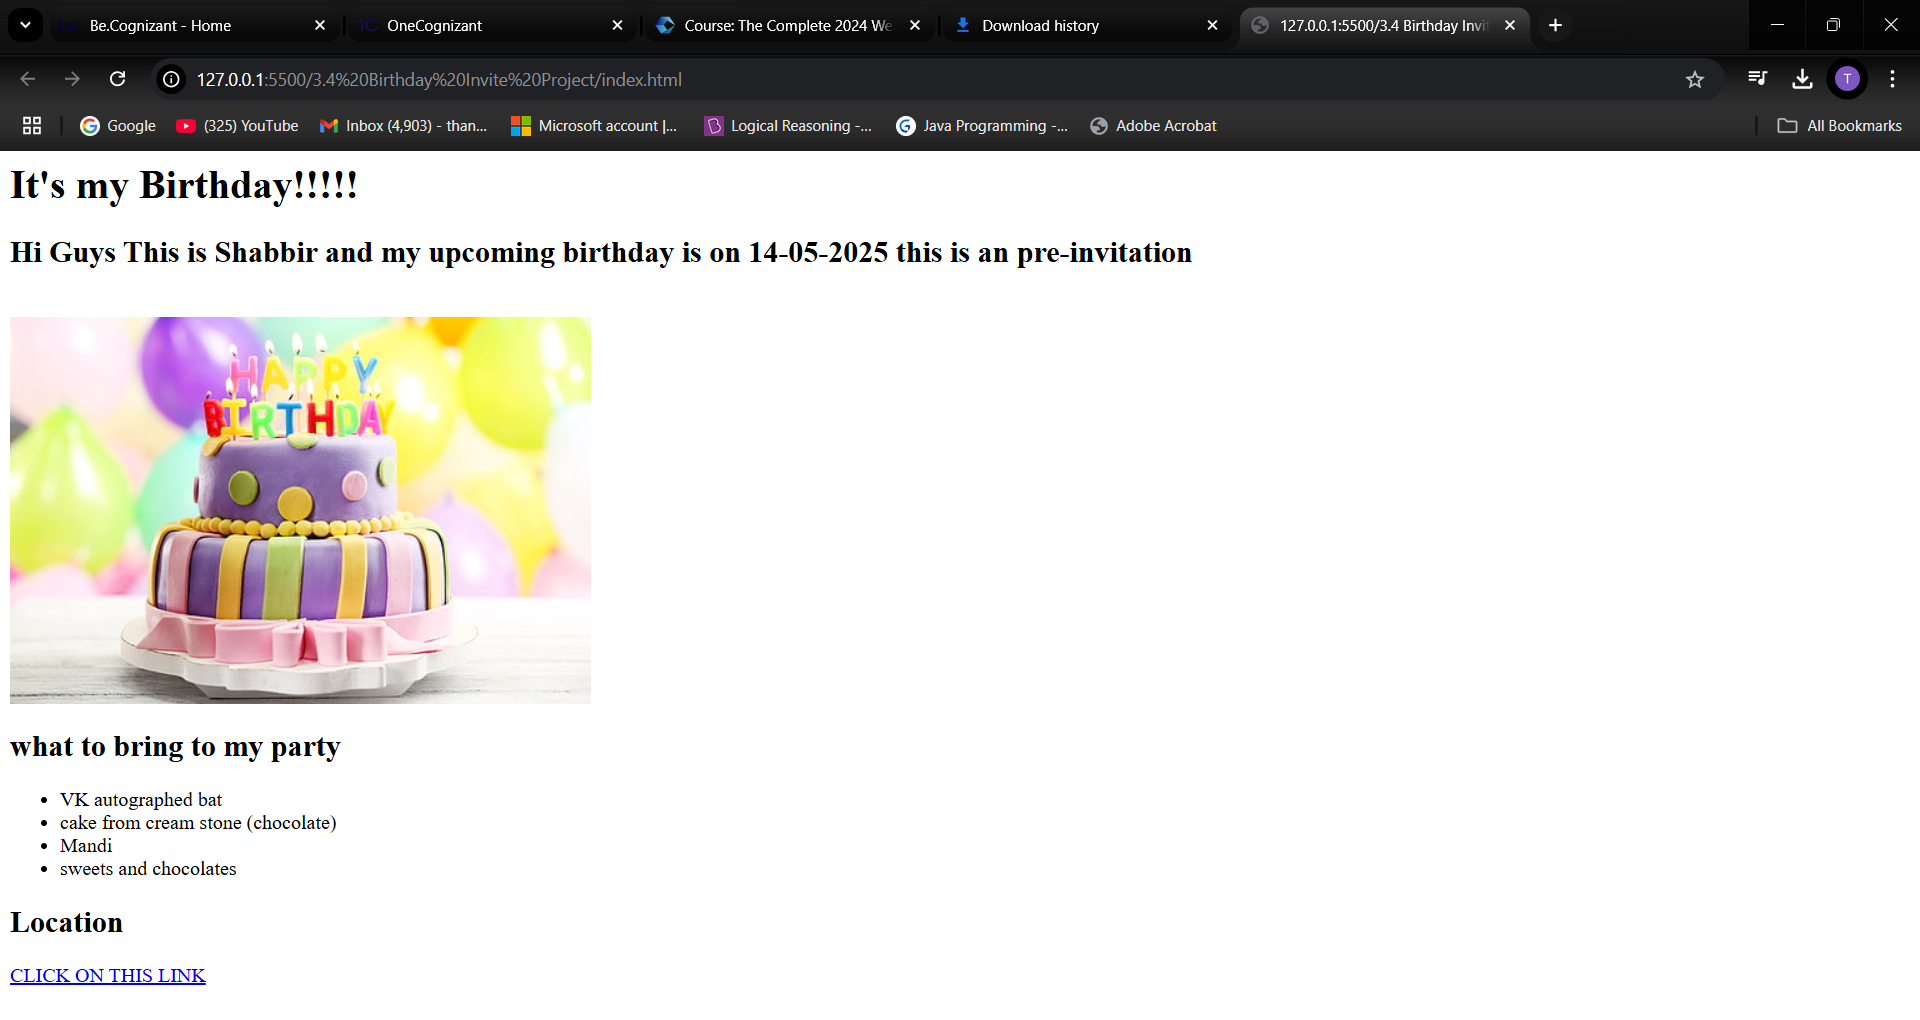 Be.Cognizant - Home
OneCognizant
Course: The Complete 2024 We
Download history
127.0.0.1:5500/3.4 Birthday Invi
127.0.0.1:5500/3.4%20Birthday%20Invite%20Project/index.html
T
Google
(325) YouTube
Inbox (4,903) - than...
Microsoft account |...
Logical Reasoning -...
Java Programming -...
Adobe Acrobat
All Bookmarks
It's my Birthday!!!!!
Hi Guys This is Shabbir and my upcoming birthday is on 14-05-2025 this is an pre-invitation
HAPPY
BIRTHDAY
what to bring to my party
VK autographed bat
cake from cream stone (chocolate)
Mandi
sweets and chocolates
Location
CLICK ON THIS LINK